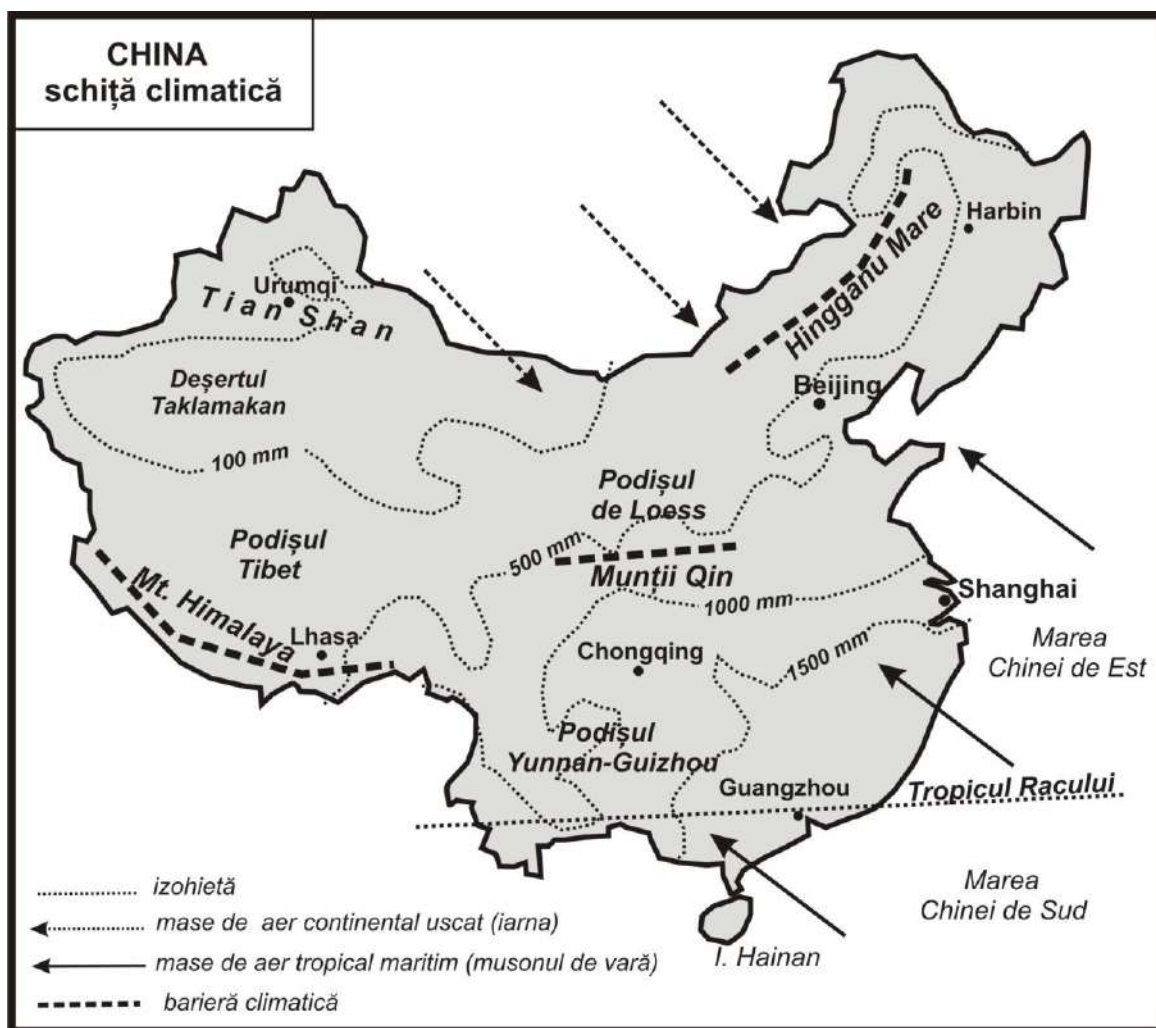 CHINA
schiță climatică
Harbin
Hingganu Mare
Urumqi
Tian Shan
Deșertul
Taklamakan
Beijing
100 mm
Podișul
de Loess
Podișul
Tibet
500 mm
Munții Qin
Mt. Himalaya
1000 mm
Shanghai
Lhasa
Chongqing
1500 mm
Marea
Chinei de Est
Podișul
Yunnan-Guizhou
Guangzhou
Tropicul Racului
Marea
Chinei de Sud
I. Hainan
izohietă
mase de aer continental uscat (iarna)
mase de aer tropical maritim (musonul de vară)
barieră climatică